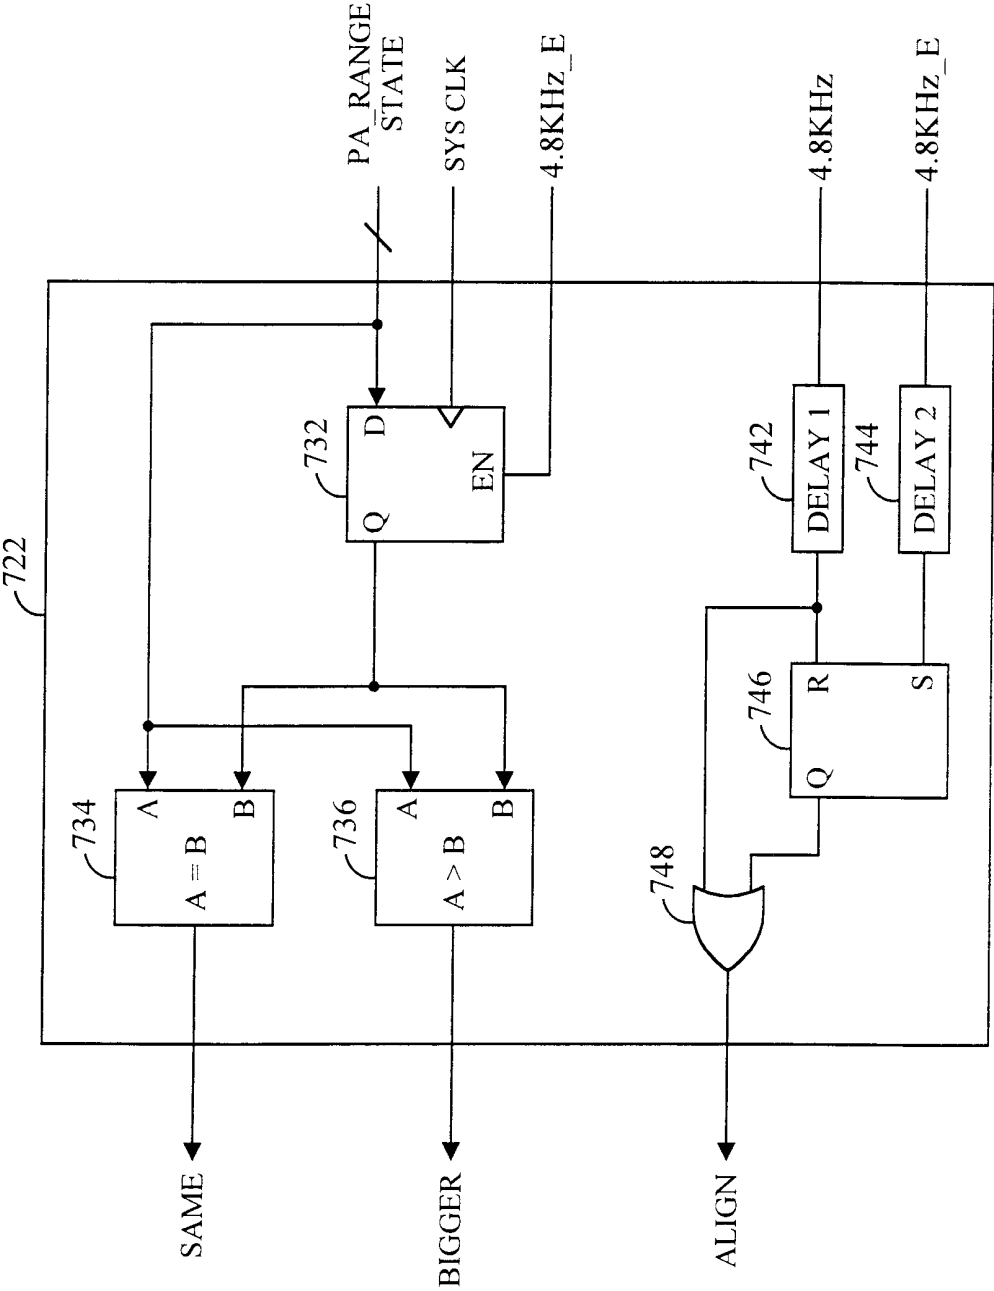 722
PA_RANGE
STATE
SYS CLK
4.8KHz_E
732
D
Q
EN
734
A
B
A = B
736
A
B
A > B
SAME
BIGGER
4.8KHz
4.8KHz_E
742
DELAY 1
744
DELAY 2
746
R
S
Q
748
ALIGN